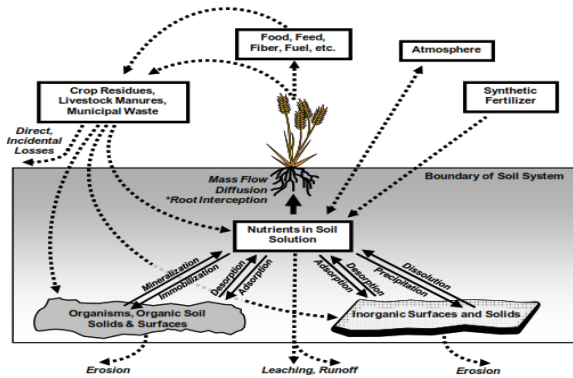 Food, Feed,
Fiber, Fuel, etc.
Atmosphere
Crop Residues,
Livestock Manures,
Municipal Waste
Synthetic
Fertilizer
Direct,
Incidental
Losses
Mass Flow
Diffusion
*Root Interception
Boundary of Soil System
Nutrients in Soil
Solution
Mineralization
Immobilization
Desorption
Adsorption
Desorption
Adsorption
Dissolution
Precipitation
Organisms, Organic Soil
Solids & Surfaces
Inorganic Surfaces and Solids
Erosion
Leaching, Runoff
Erosion